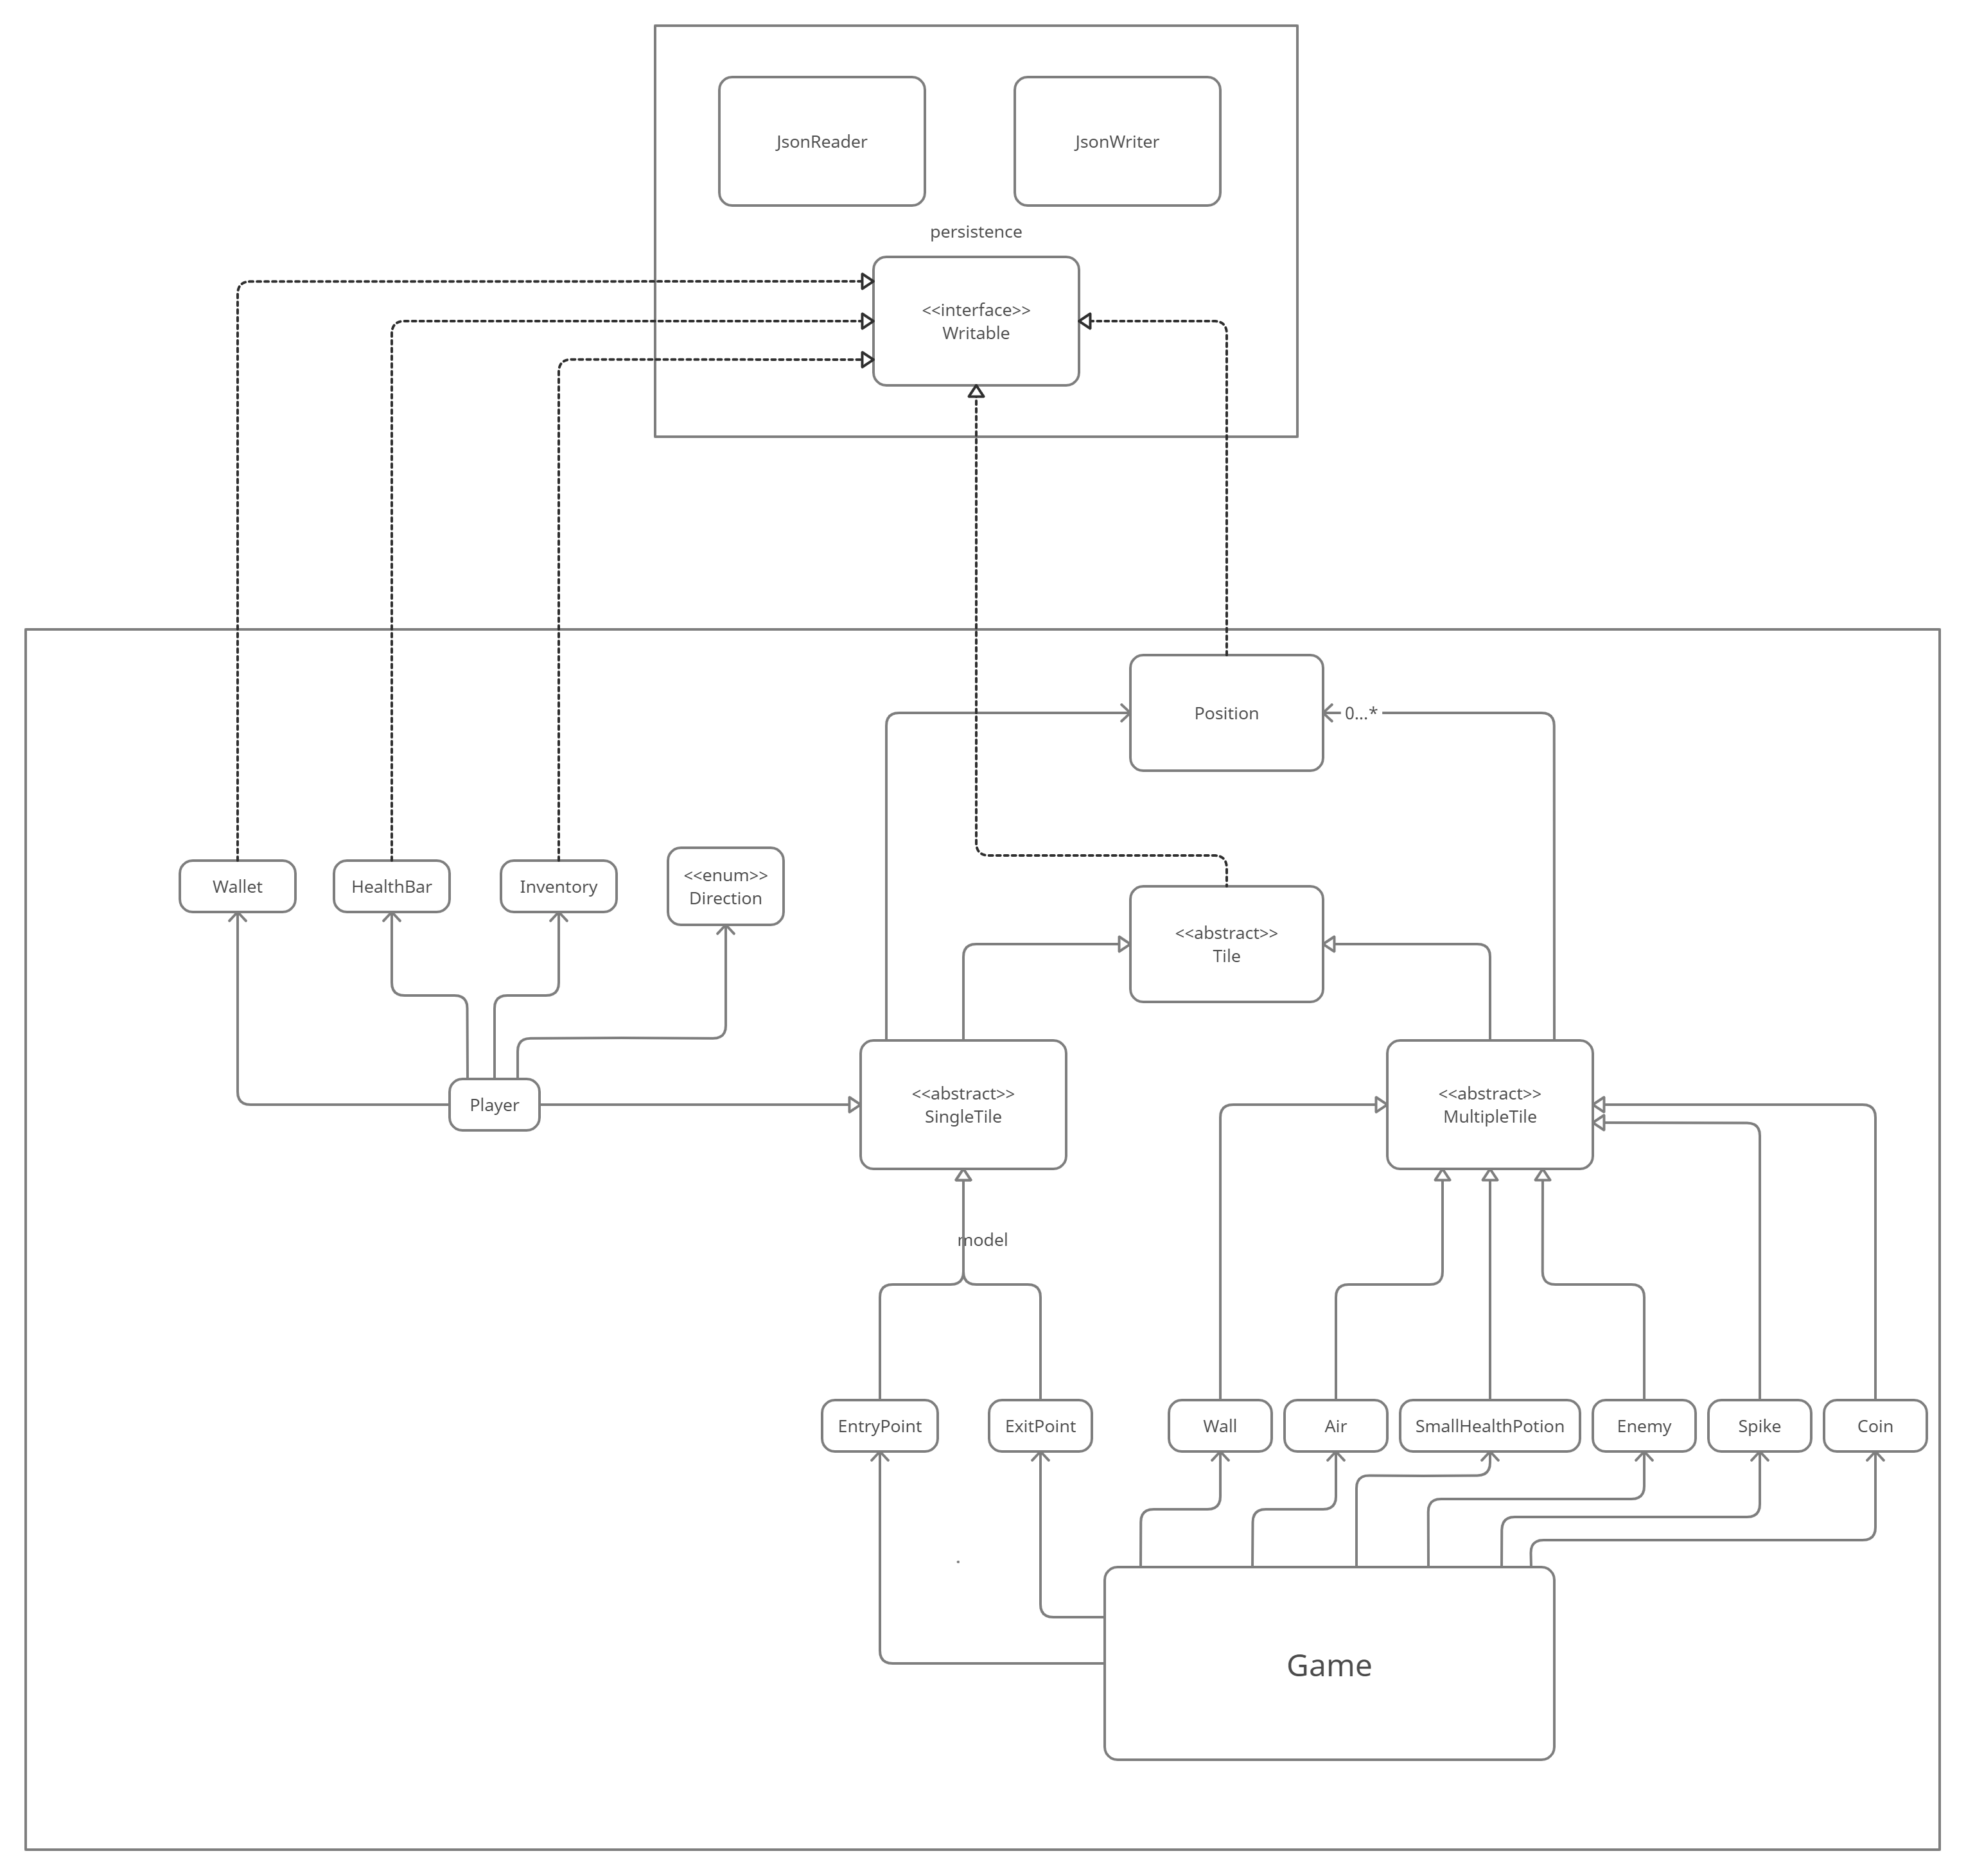 JsonReader
JsonWriter
persistence
<<interface>>
Writable
Position
0...*
Wallet
HealthBar
Inventory
<<enum>>
Direction
<<abstract>>
Tile
Player
<<abstract>>
SingleTile
<<abstract>>
MultipleTile
model
EntryPoint
ExitPoint
Wall
Air
SmallHealthPotion
Enemy
Spike
Coin
Game